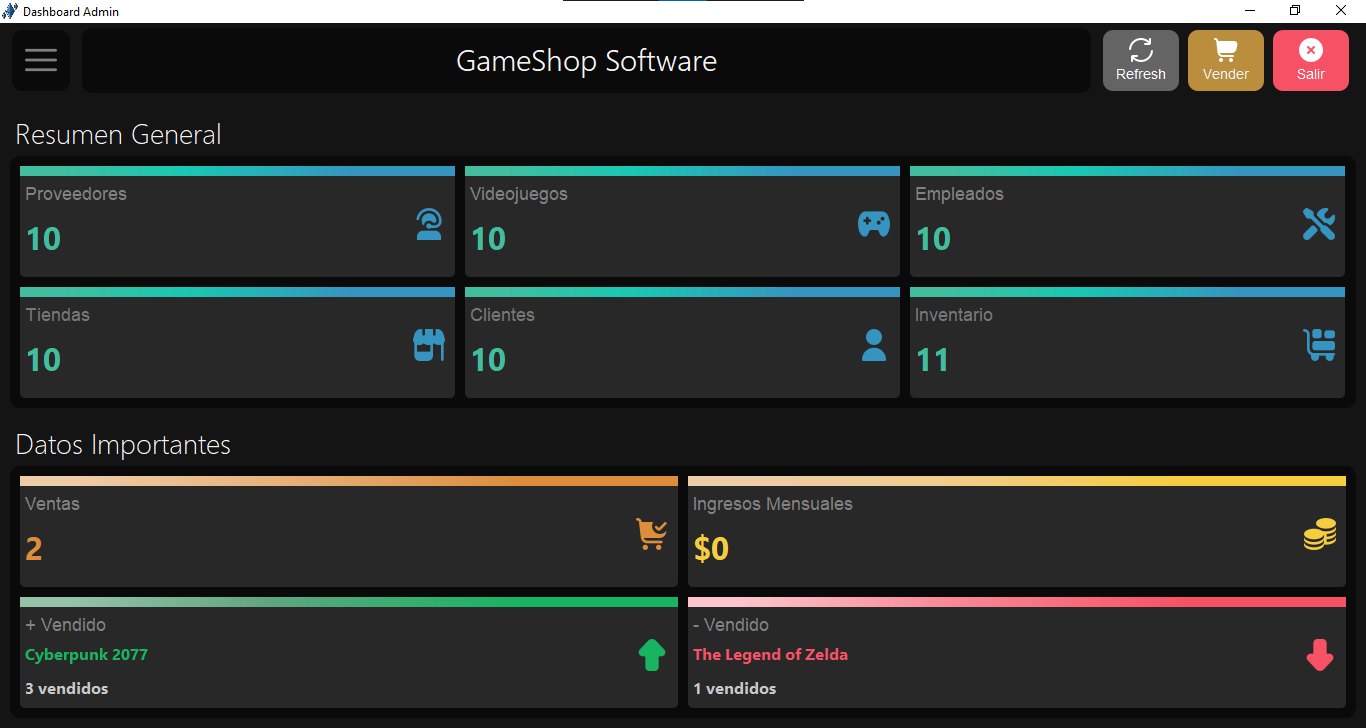 Dashboard Admin
GameShop Software
Refresh
Vender
Salir
Resumen General
Proveedores
10
Videojuegos
10
Empleados
10
Tiendas
10
Clientes
10
Inventario
11
Datos Importantes
Ventas
2
Ingresos Mensuales
$0
+ Vendido
Cyberpunk 2077
3 vendidos
- Vendido
The Legend of Zelda
1 vendidos